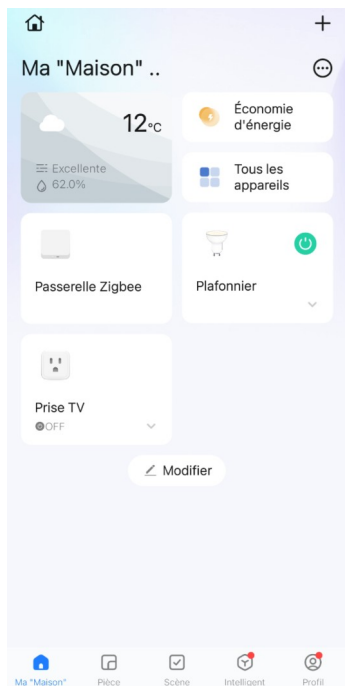 Ma "Maison" ..
12°C
Excellente
62.0%
Économie
d'énergie
Tous les
appareils
Passerelle Zigbee
Plafonnier
Prise TV
OFF
Modifier
Ma "Maison"
Pièce
Scène
Intelligent
Profil